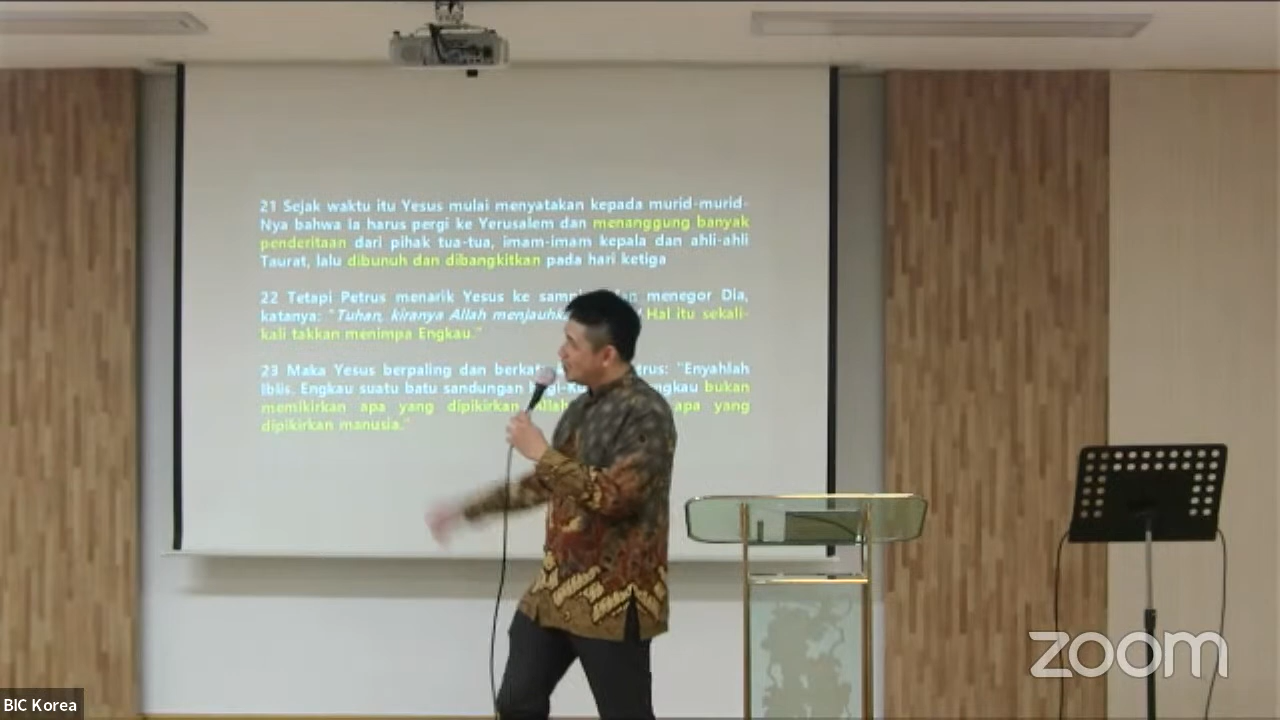 21 Sejak waktu itu Yesus mulai menyatakan kepada murid-murid-
Nya bahwa Ia harus pergi ke Yerusalem dan menanggung banyak
penderitaan dari pihak tua-tua, imam-imam kepala dan ahli-ahli
Taurat, lalu dibunuh dan dibangkitkan pada hari ketiga
22 Tetapi Petrus menarik Yesus ke menegor Dia,
katanya: "Tuhan, kiranya Allah Hal itu sekali-
kali takkan menimpa Engkau."
23 Maka Yesus berpaling dan "Enyahlah
Iblis. Engkau suatu batu sandungan bukan
memikirkan apa yang dipikirkan apa yang
dipikirkan manusia."
zoom
BIC Korea